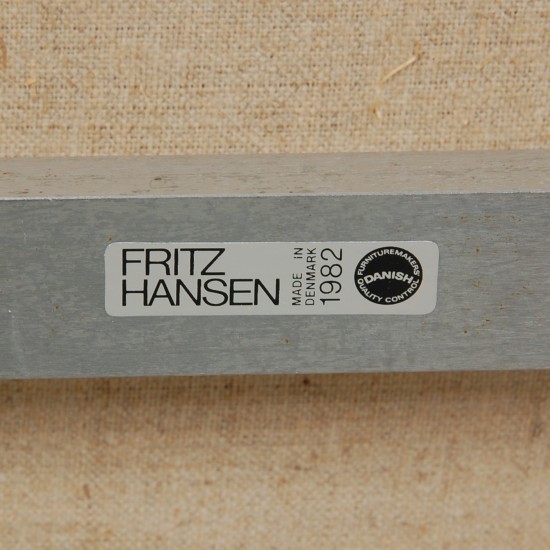 FRITZ
HANSEN
MADE IN
DENMARK
1982
FURNITUREMAKERS'
DANISH
QUALITY CONTROL